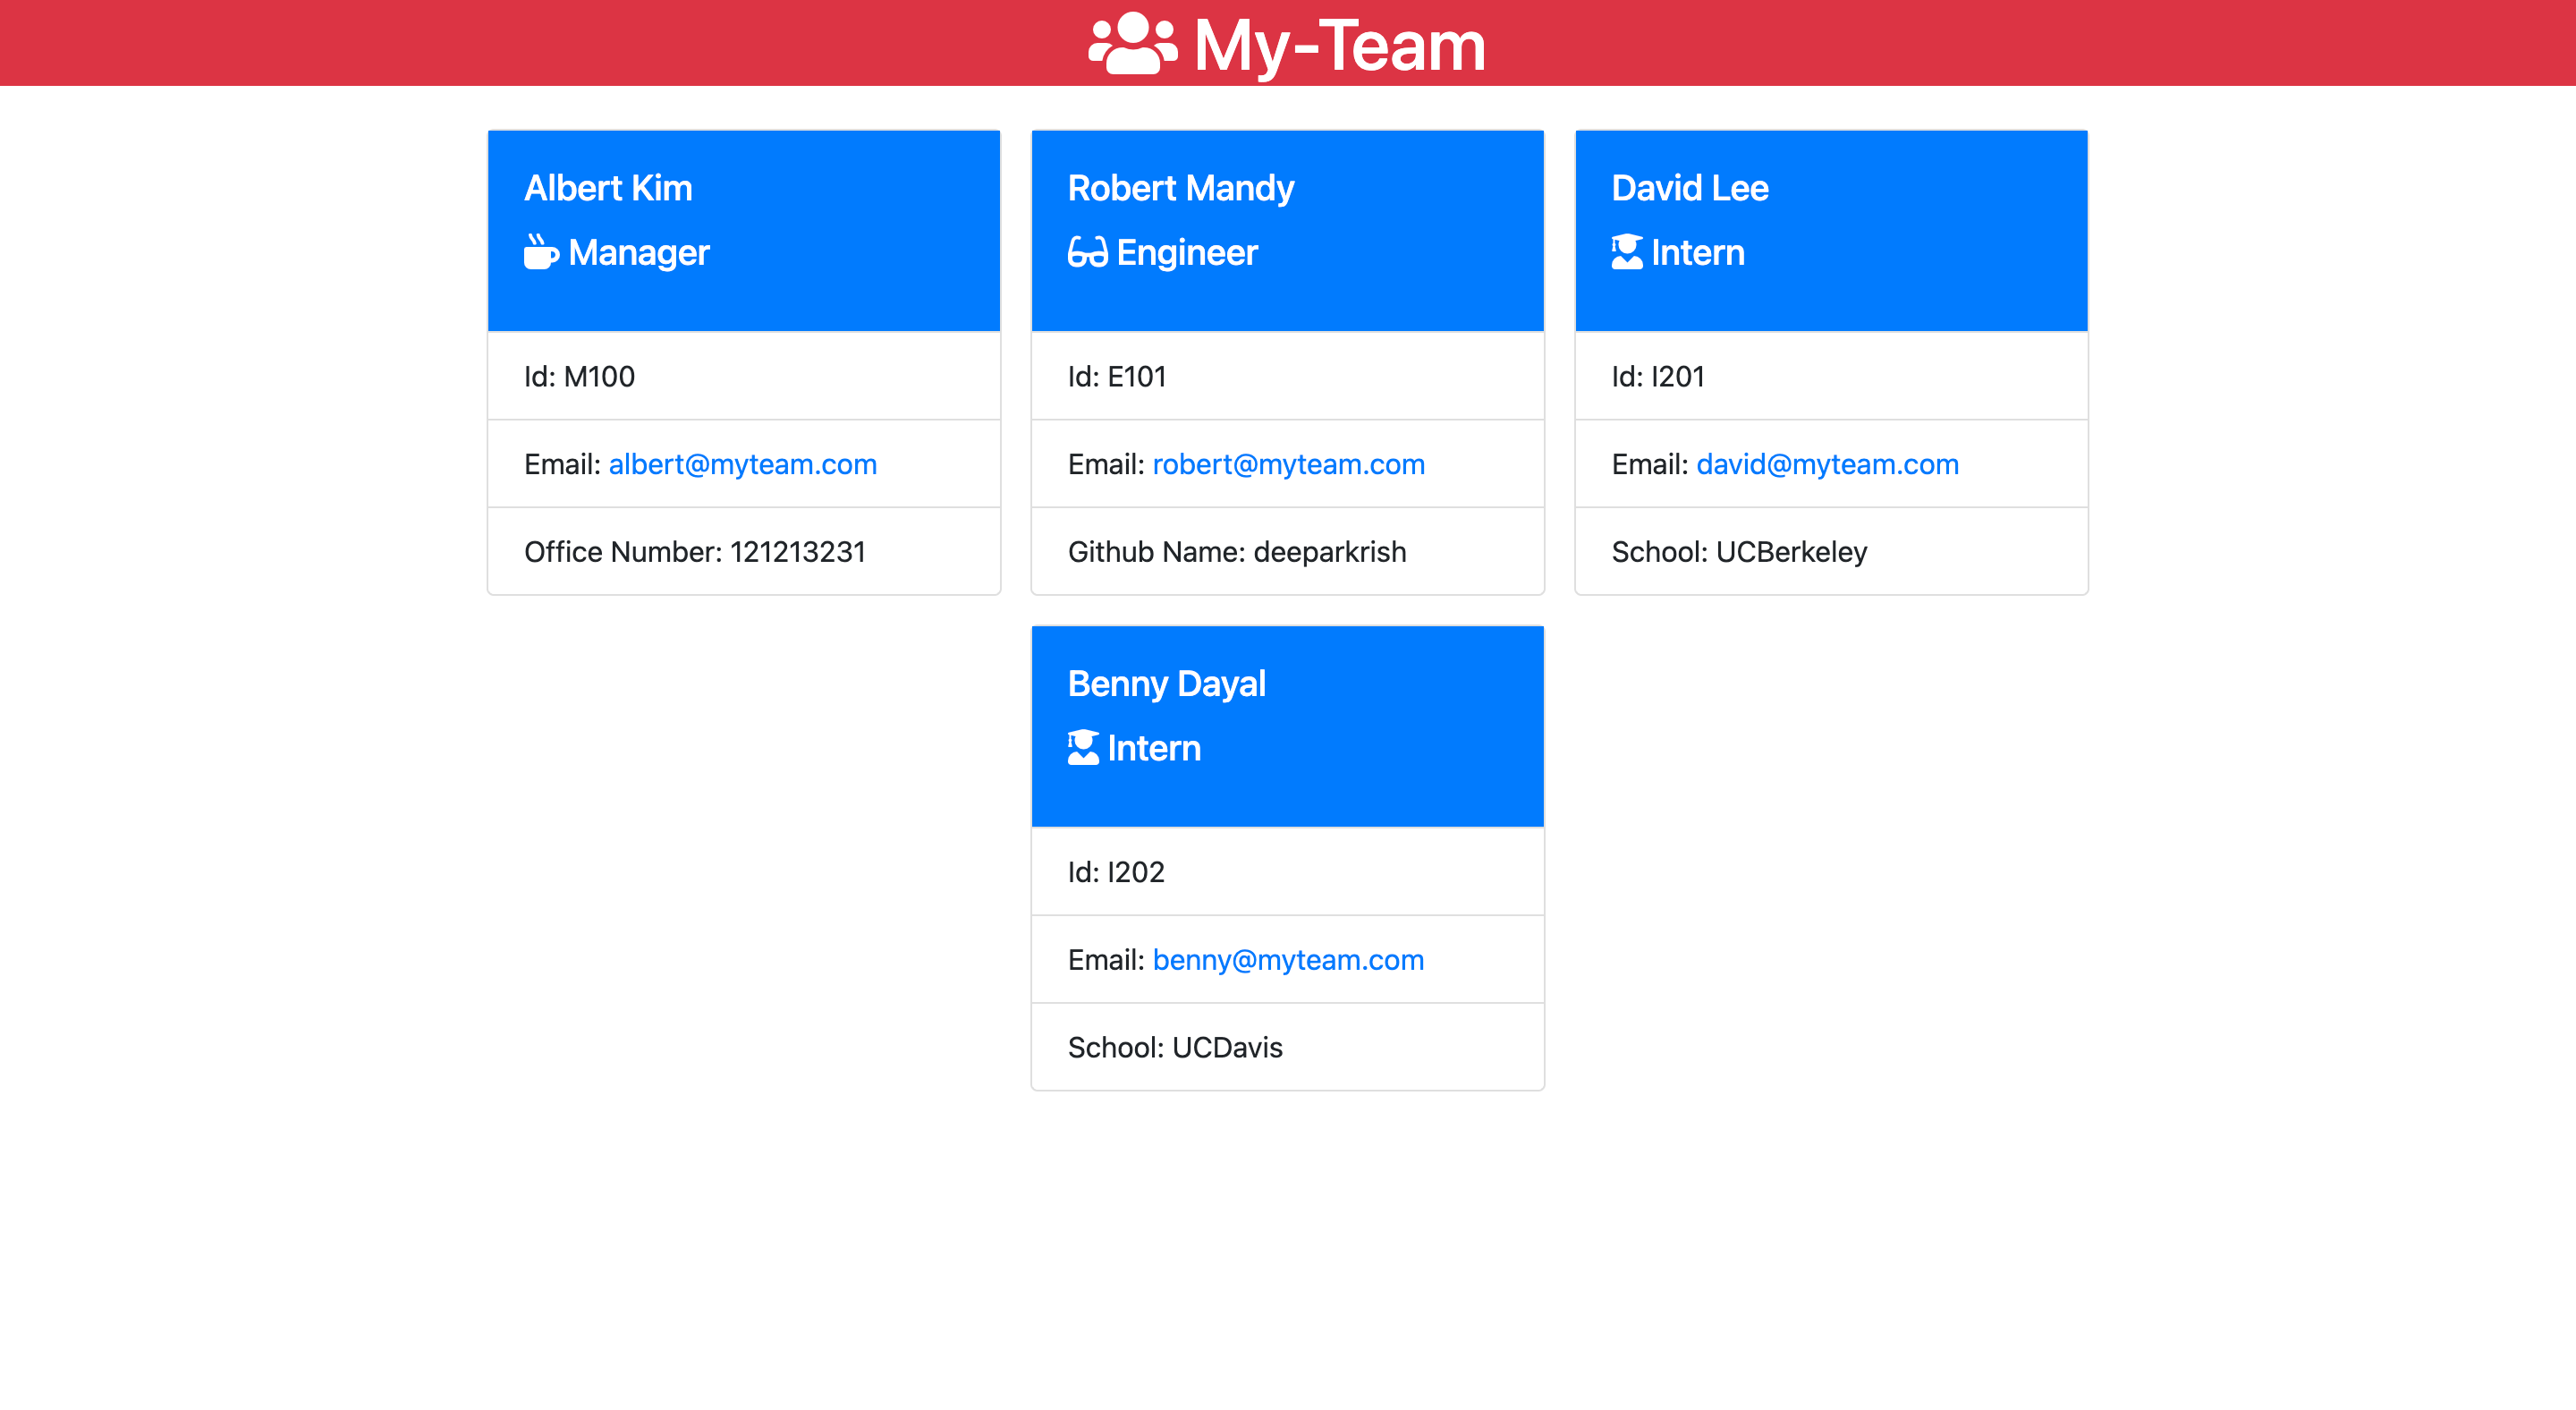 My-Team
Albert Kim
Manager
Id: M100
Email: albert@myteam.com
Office Number: 121213231
Robert Mandy
Engineer
Id: E101
Email: robert@myteam.com
Github Name: deeparkrish
David Lee
Intern
Id: I201
Email: david@myteam.com
School: UCBerkeley
Benny Dayal
Intern
Id: I202
Email: benny@myteam.com
School: UCDavis